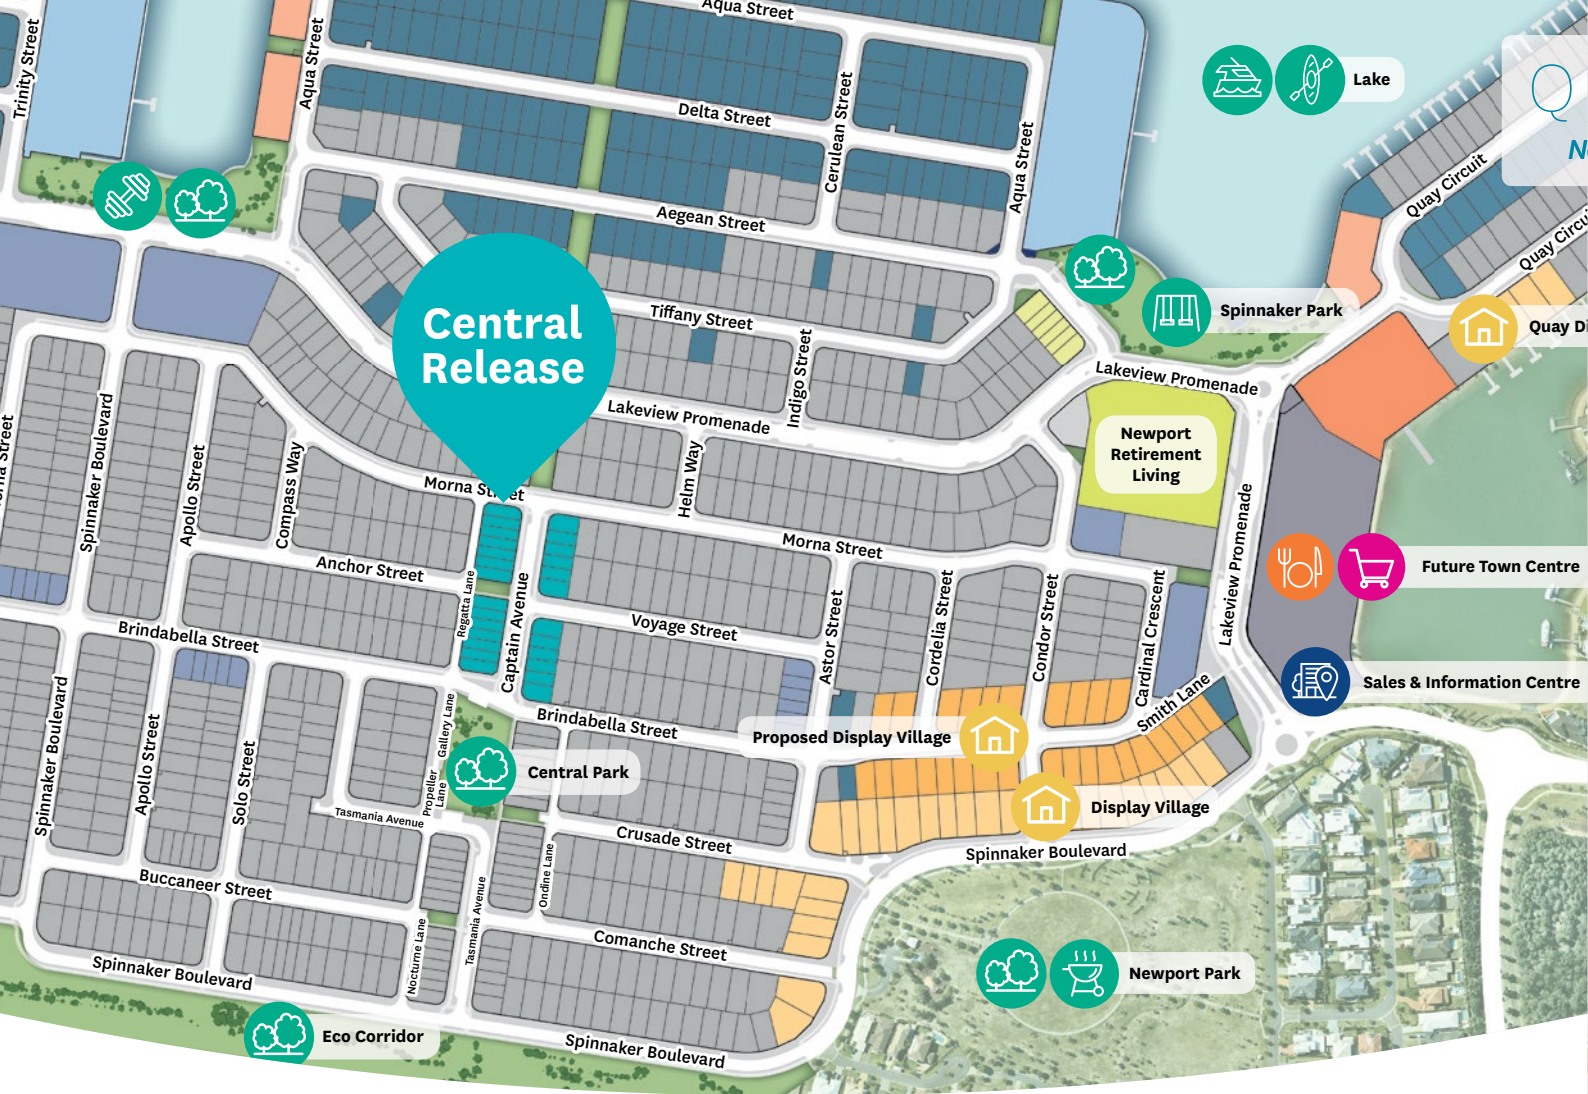 Aqua Street
Trinity Street
Aqua Street
Lake
Q
Delta Street
Cerulean Street
Aqua Street
Quay Circuit
Aegean Street
Quay Circu
Central
Release
Tiffany Street
Indigo Street
Spinnaker Park
Quay Di
Lakeview Promenade
Lakeview Promenade
Newport
Retirement
Living
Spinnaker Boulevard
Apollo Street
Compass Way
Morna Street
Helm Way
Morna Street
Lakeview Promenade
Anchor Street
Regatta Lane
Captain Avenue
Voyage Street
Astor Street
Cordelia Street
Condor Street
Cardinal Crescent
Future Town Centre
Brindabella Street
Smith Lane
Sales & Information Centre
Spinnaker Boulevard
Apollo Street
Solo Street
Gallery Lane
Brindabella Street
Proposed Display Village
Propeller
Lane
Central Park
Display Village
Tasmania Avenue
Crusade Street
Spinnaker Boulevard
Buccaneer Street
Ondine Lane
Tasmania Avenue
Nocturne Lane
Comanche Street
Newport Park
Spinnaker Boulevard
Eco Corridor
Spinnaker Boulevard